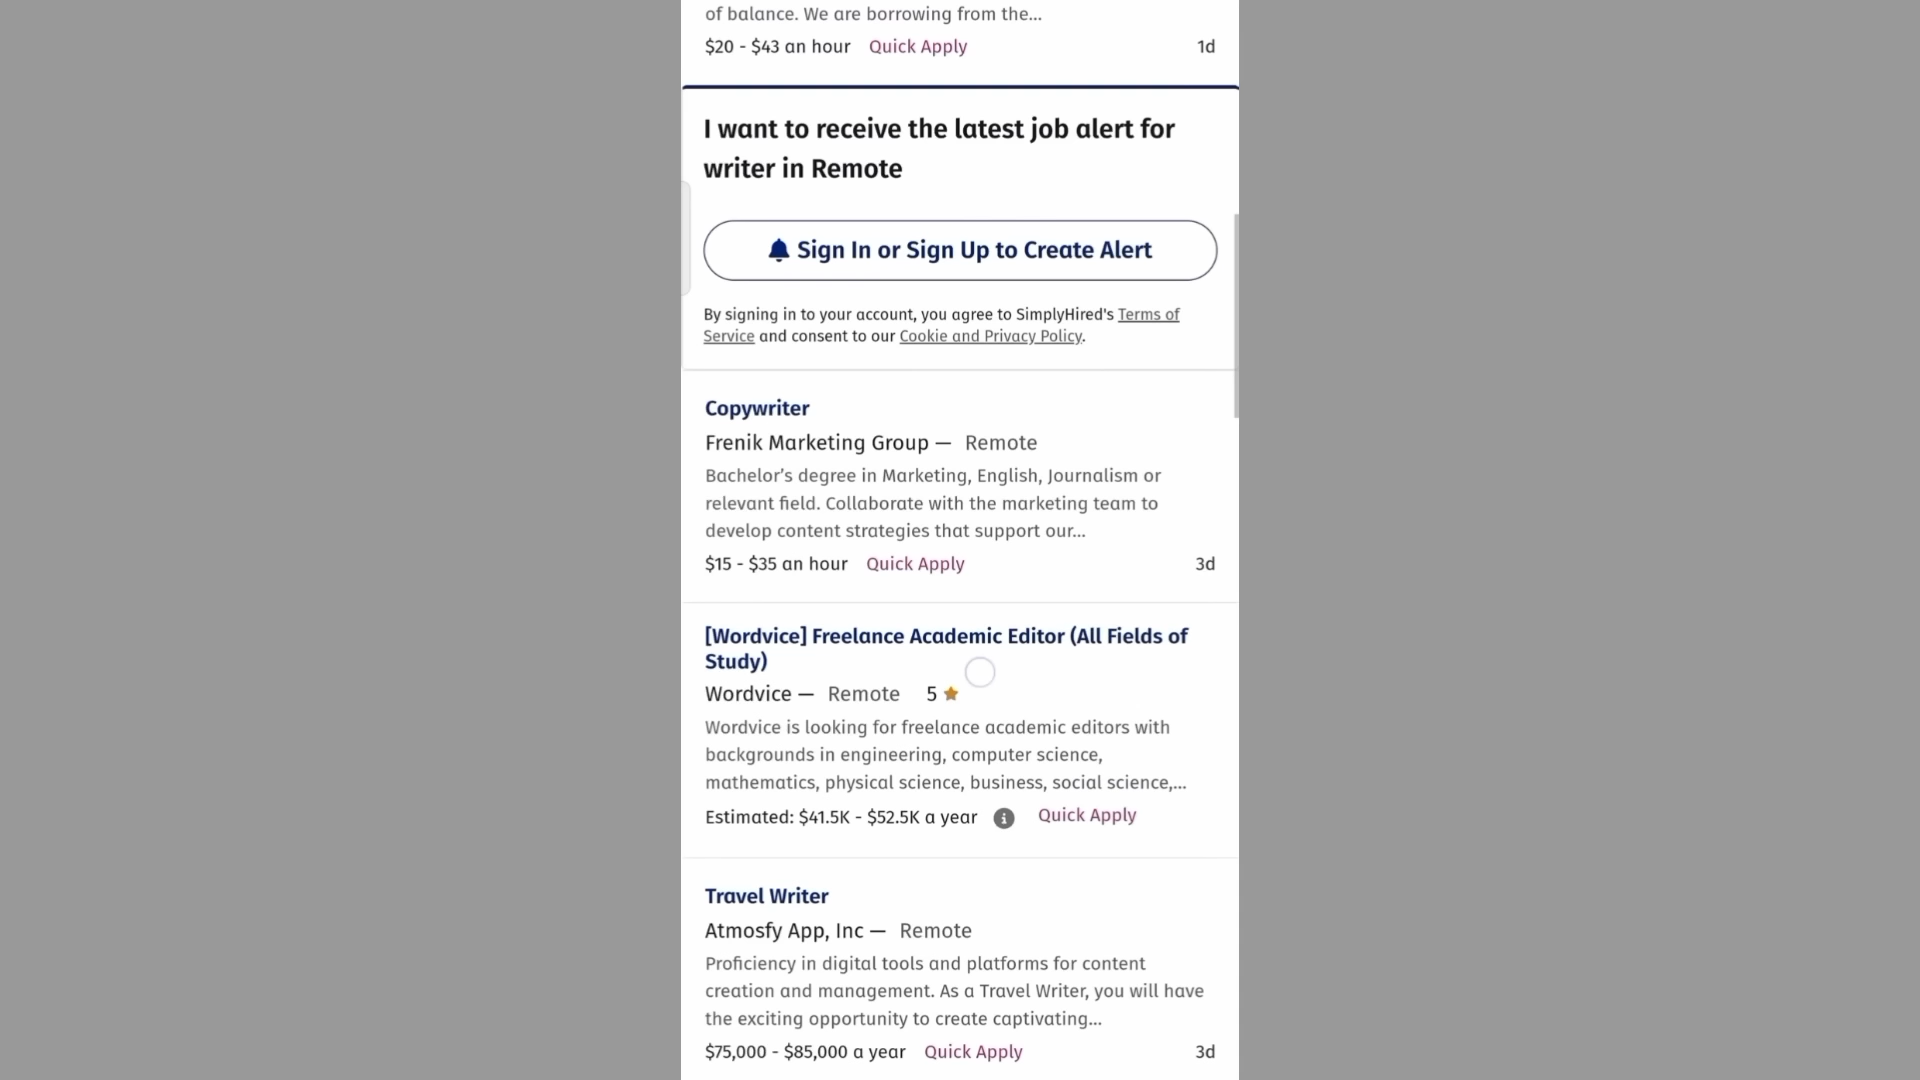 of balance. We are borrowing from the...
$20 - $43 an hour Quick Apply 1d
I want to receive the latest job alert for
writer in Remote
Sign In or Sign Up to Create Alert
By signing in to your account, you agree to SimplyHired's Terms of
Service and consent to our Cookie and Privacy Policy.
Copywriter
Frenik Marketing Group — Remote
Bachelor’s degree in Marketing, English, Journalism or
relevant field. Collaborate with the marketing team to
develop content strategies that support our...
$15 - $35 an hour Quick Apply 3d
[Wordvice] Freelance Academic Editor (All Fields of
Study)
Wordvice — Remote 5
Wordvice is looking for freelance academic editors with
backgrounds in engineering, computer science,
mathematics, physical science, business, social science,...
Estimated: $41.5K - $52.5K a year Quick Apply
Travel Writer
Atmosfy App, Inc — Remote
Proficiency in digital tools and platforms for content
creation and management. As a Travel Writer, you will have
the exciting opportunity to create captivating...
$75,000 - $85,000 a year Quick Apply 3d